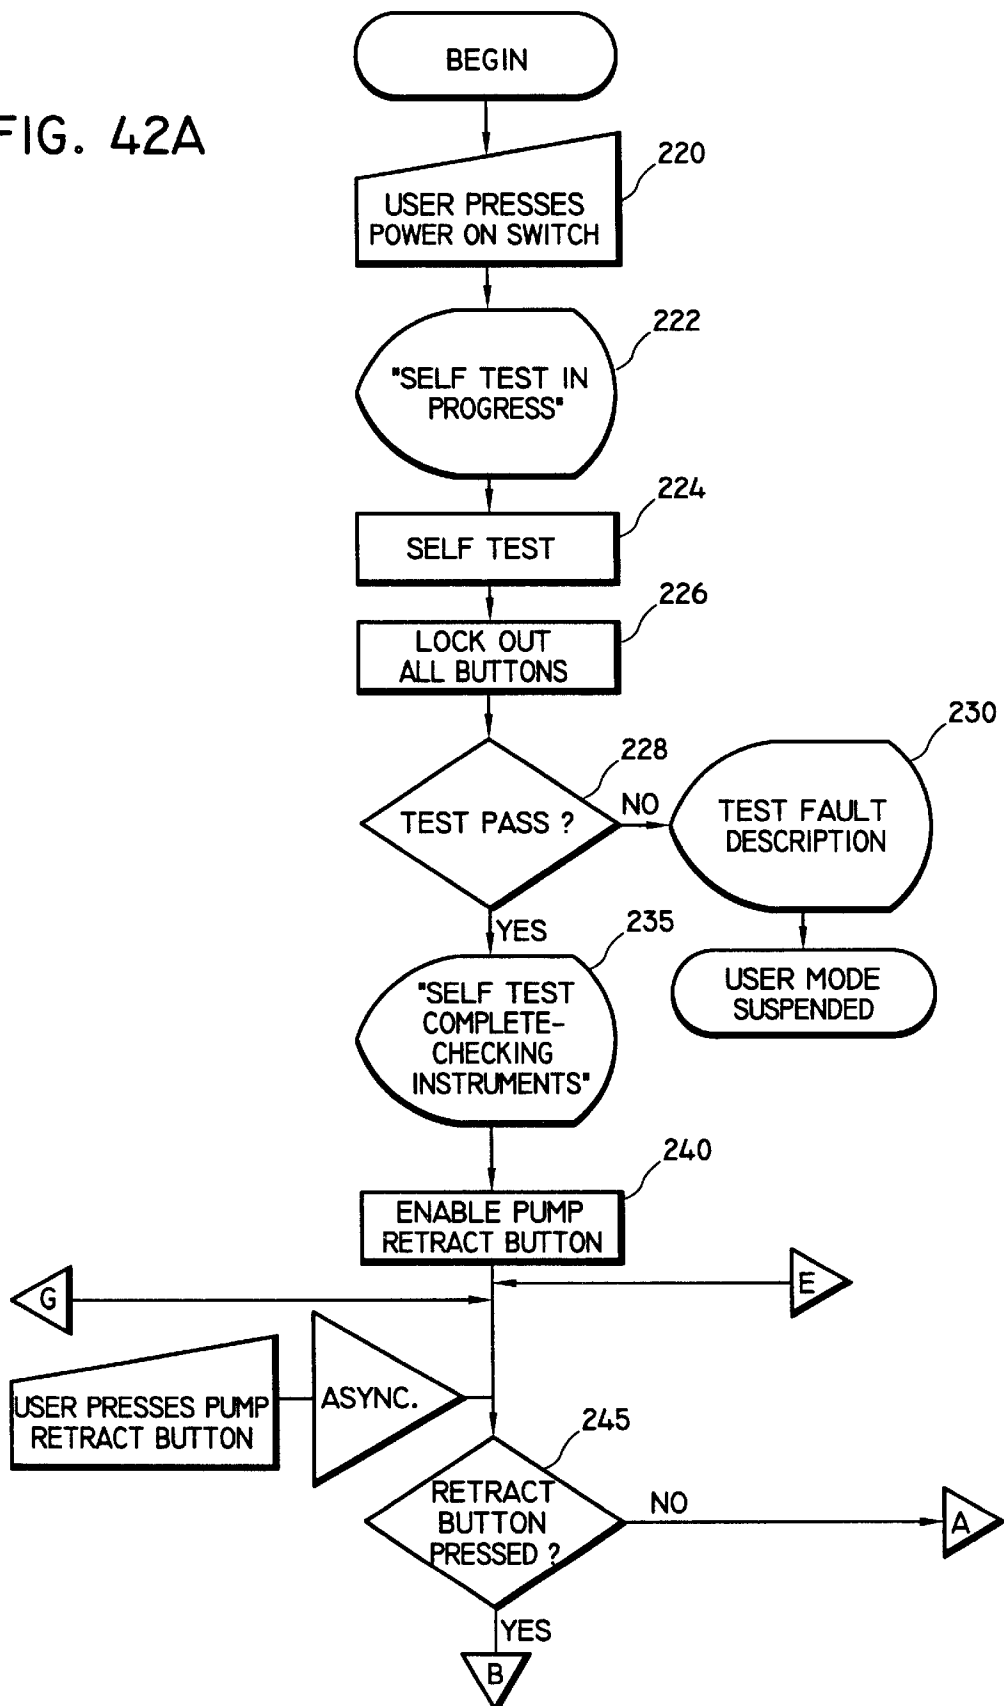 BEGIN
FIG. 42A
220
USER PRESSES
POWER ON SWITCH
222
"SELF TEST IN
PROGRESS"
224
SELF TEST
226
LOCK OUT
ALL BUTTONS
228
TEST PASS ?
NO
230
TEST FAULT
DESCRIPTION
YES
235
USER MODE
SUSPENDED
"SELF TEST
COMPLETE-
CHECKING
INSTRUMENTS"
240
ENABLE PUMP
RETRACT BUTTON
G
E
USER PRESSES PUMP
RETRACT BUTTON
ASYNC.
245
RETRACT
BUTTON
PRESSED ?
NO
A
YES
B